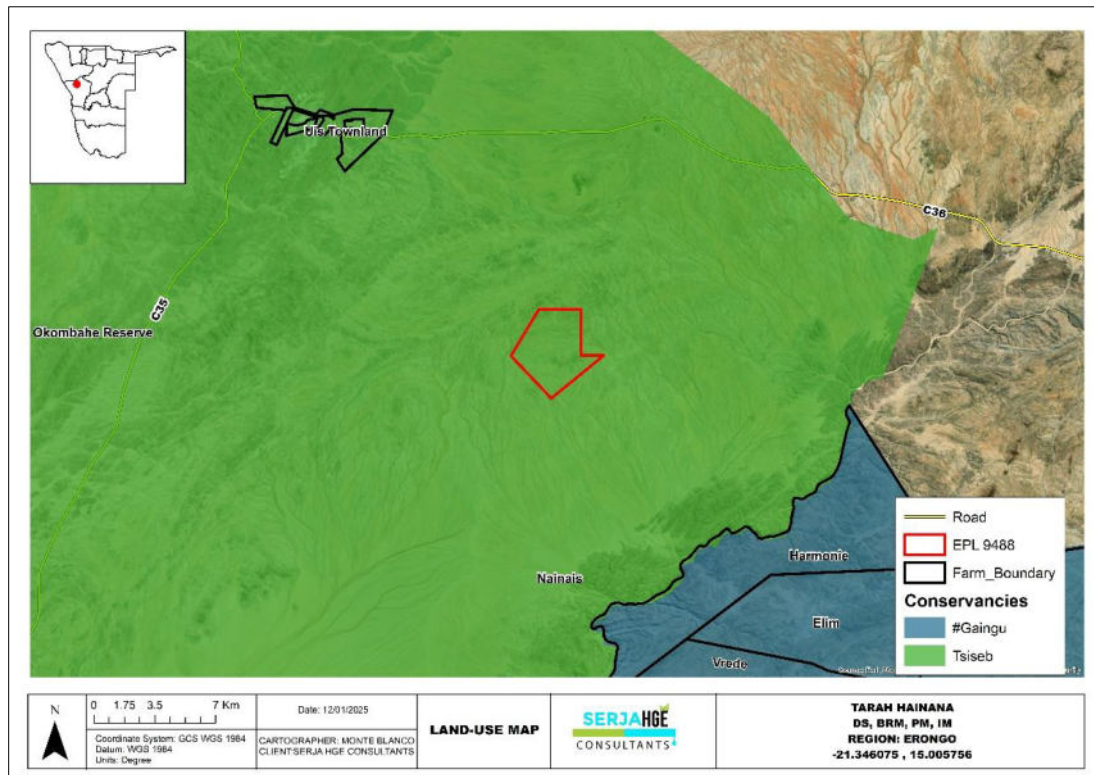 Uis Townland
C36
C35
Okombahe Reserve
Nainais
Harmonie
Elim
Vrede
Road
EPL 9488
Farm_Boundary
Conservancies
#Gaingu
Tsiseb
N
0 1.75 3.5 7 Km
Coordinate System: GCS WGS 1984
Datum: WGS 1984
Units: Degree
Date: 12/01/2025
CARTOGRAPHER: MONTE BLANCO
CLIENT:SERJA HGE CONSULTANTS
LAND-USE MAP
SERJAHGE
CONSULTANTS
TARAH HAINANA
DS, BRM, PM, IM
REGION: ERONGO
-21.346075 , 15.005756